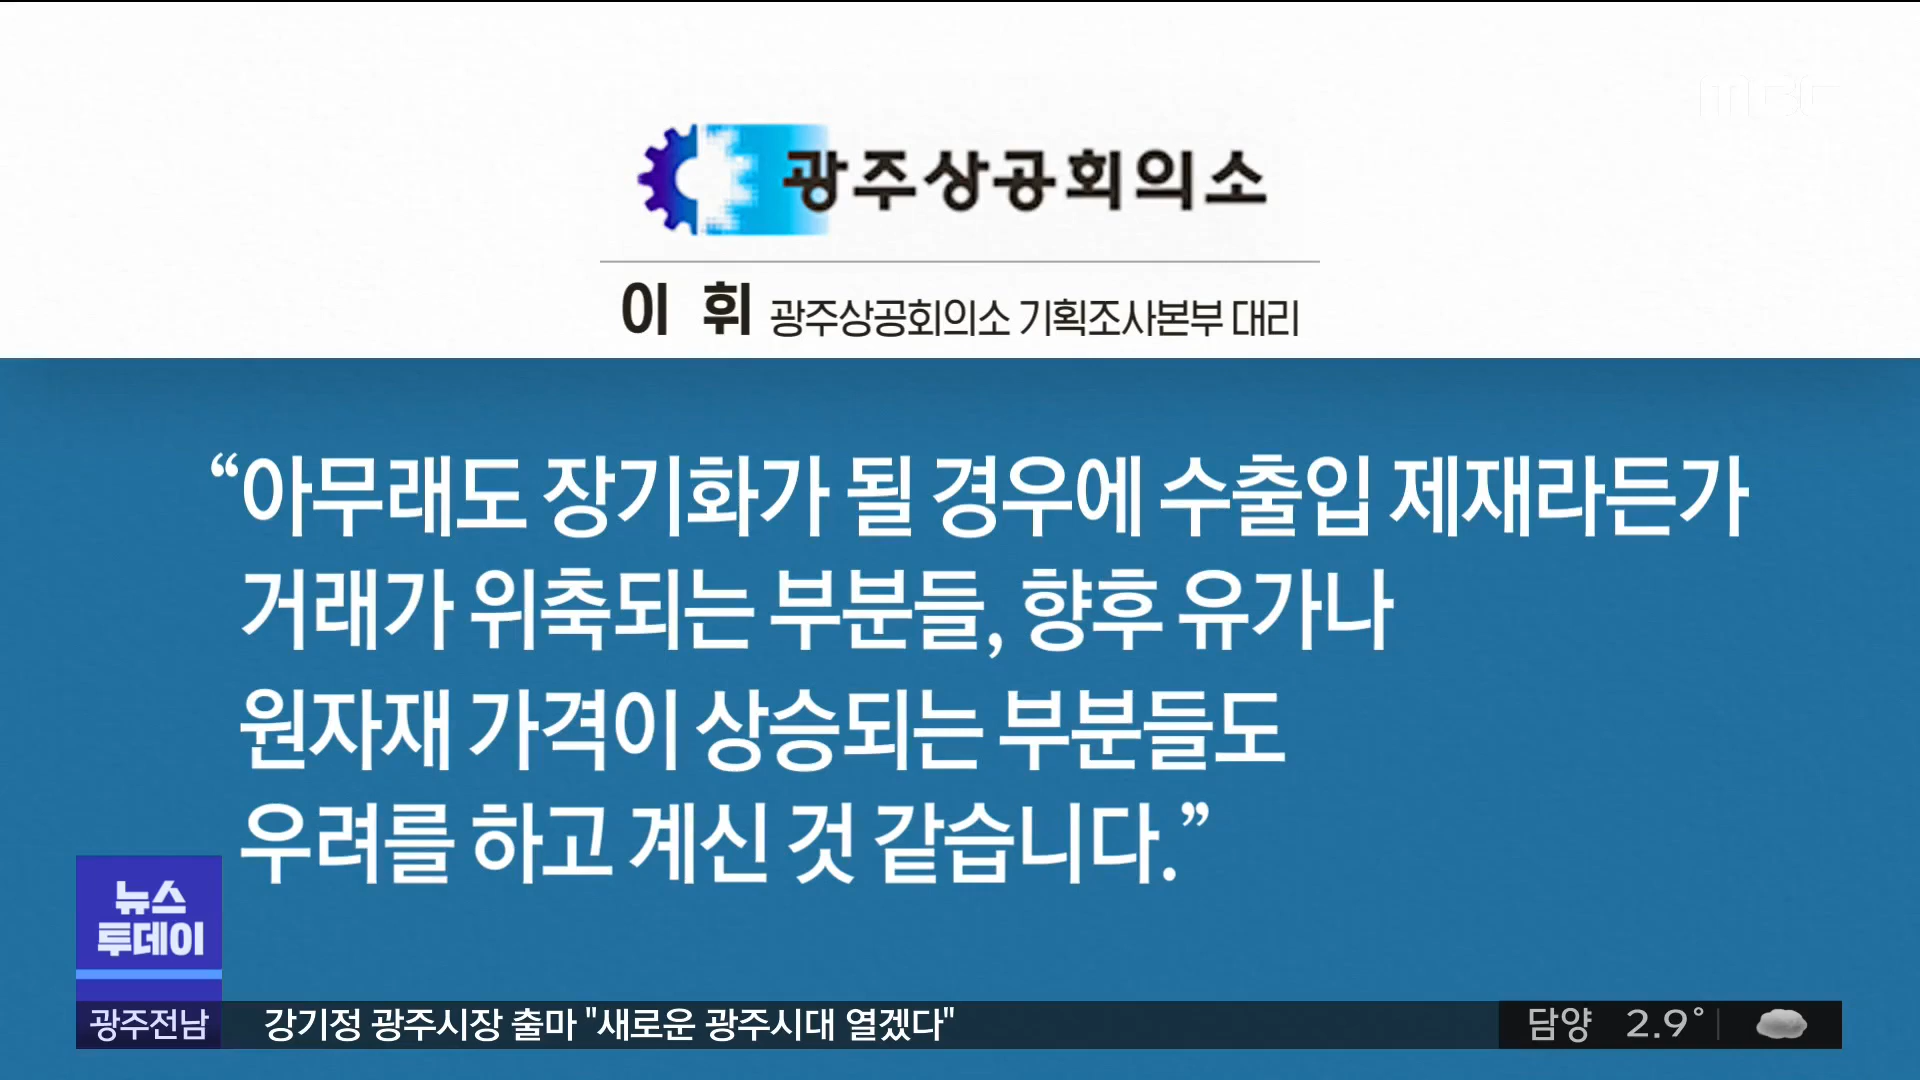 MBC
광주상공회의소
이 휘 광주상공회의소 기획조사본부 대리
“아무래도 장기화가 될 경우에 수출입 제재라든가
거래가 위축되는 부분들, 향후 유가나
원자재 가격이 상승되는 부분들도
우려를 하고 계신 것 같습니다.”
뉴스
투데이
광주전남 강기정 광주시장 출마 "새로운 광주시대 열겠다" 담양 2.9°